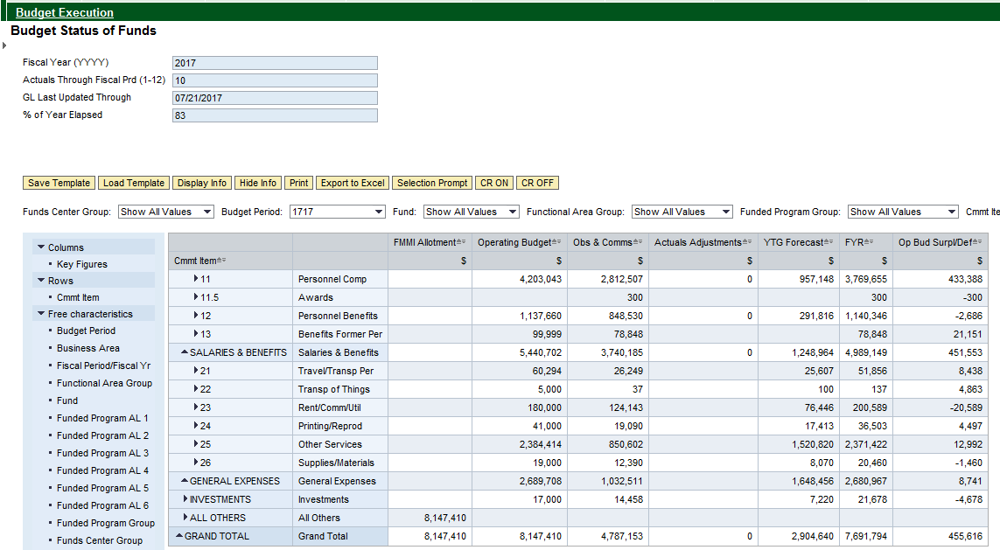 Budget Execution
Budget Status of Funds
Fiscal Year (YYYY) 2017
Actuals Through Fiscal Prd (1-12) 10
GL Last Updated Through 07/21/2017
% of Year Elapsed 83
Save Template Load Template Display Info Hide Info Print Export to Excel Selection Prompt CR ON CR OFF
Funds Center Group: Show All Values Budget Period: 1717 Fund: Show All Values Functional Area Group: Show All Values Funded Program Group: Show All Values Cmmt Ite
Columns
Key Figures
Rows
Cmmt Item
Free characteristics
Budget Period
Business Area
Fiscal Period/Fiscal Yr
Functional Area Group
Fund
Funded Program AL 1
Funded Program AL 2
Funded Program AL 3
Funded Program AL 4
Funded Program AL 5
Funded Program AL 6
Funded Program Group
Funds Center Group
FMMI Allotment Operating Budget Obs & Comms Actuals Adjustments YTG Forecast FYR Op Bud Surpl/Def
Cmmt Item $ $ $ $ $ $ $
11 Personnel Comp 4,203,043 2,812,507 0 957,148 3,769,655 433,388
11.5 Awards 300 300 -300
12 Personnel Benefits 1,137,660 848,530 0 291,816 1,140,346 -2,686
13 Benefits Former Per 99,999 78,848 78,848 21,151
SALARIES & BENEFITS Salaries & Benefits 5,440,702 3,740,185 0 1,248,964 4,989,149 451,553
21 Travel/Transp Per 60,294 26,249 25,607 51,856 8,438
22 Transp of Things 5,000 37 100 137 4,863
23 Rent/Comm/Util 180,000 124,143 76,446 200,589 -20,589
24 Printing/Reprod 41,000 19,090 17,413 36,503 4,497
25 Other Services 2,384,414 850,602 1,520,820 2,371,422 12,992
26 Supplies/Materials 19,000 12,390 8,070 20,460 -1,460
GENERAL EXPENSES General Expenses 2,689,708 1,032,511 1,648,456 2,680,967 8,741
INVESTMENTS Investments 17,000 14,458 7,220 21,678 -4,678
ALL OTHERS All Others 8,147,410
GRAND TOTAL Grand Total 8,147,410 8,147,410 4,787,153 0 2,904,640 7,691,794 455,616